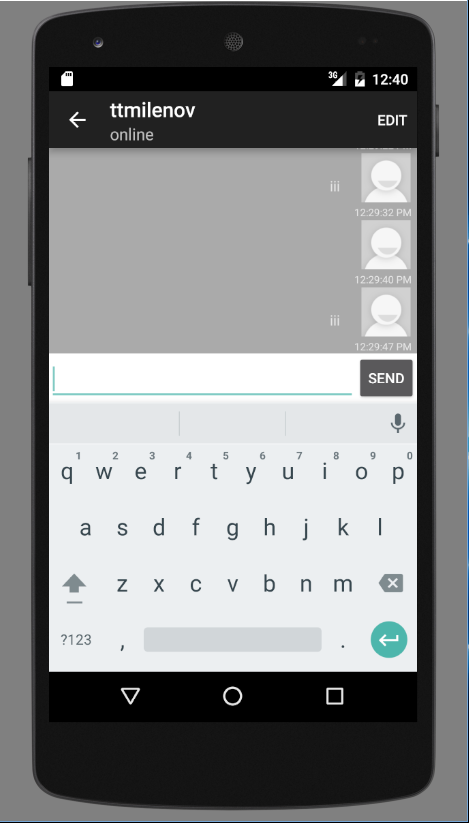 3G 12:40
ttmilenov
online
EDIT
iii
12:29:32 PM
12:29:40 PM
iii
12:29:47 PM
SEND
1 2 3 4 5 6 7 8 9 0
q w e r t y u i o p
a s d f g h j k l
z x c v b n m
?123 , .